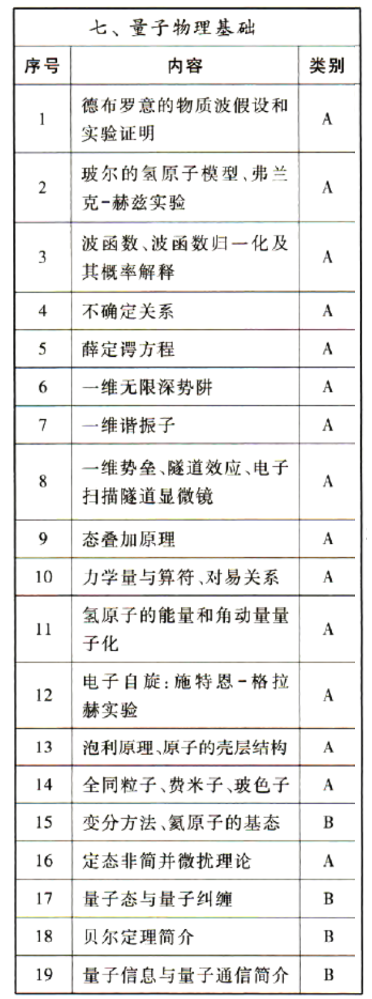 七、量子物理基础
序号 内容 类别
1 德布罗意的物质波假设和 A
实验证明
2 玻尔的氢原子模型、弗兰 A
克-赫兹实验
3 波函数、波函数归一化及 A
其概率解释
4 不确定关系 A
5 薛定谔方程 A
6 一维无限深势阱 A
7 一维谐振子 A
8 一维势垒、隧道效应、电子 A
扫描隧道显微镜
9 态叠加原理 A
10 力学量与算符、对易关系 A
11 氢原子的能量和角动量量 A
子化
12 电子自旋:施特恩-格拉 A
赫实验
13 泡利原理、原子的壳层结构 A
14 全同粒子、费米子、玻色子 A
15 变分方法、氦原子的基态 B
16 定态非简并微扰理论 A
17 量子态与量子纠缠 B
18 贝尔定理简介 B
19 量子信息与量子通信简介 B